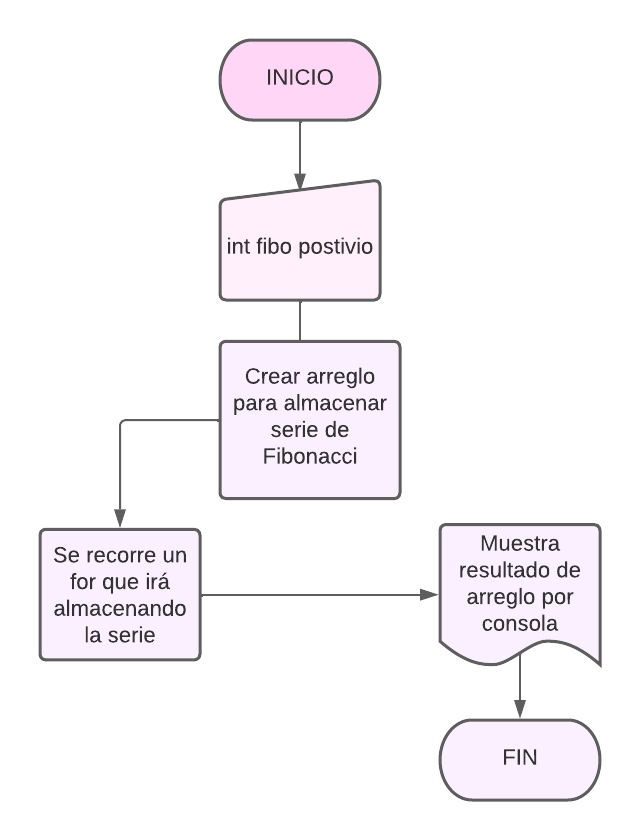 INICIO
int fibo postivio
Crear arreglo
para almacenar
serie de
Fibonacci
Se recorre un
for que irá
almacenando
la serie
Muestra
resultado de
arreglo por
consola
FIN